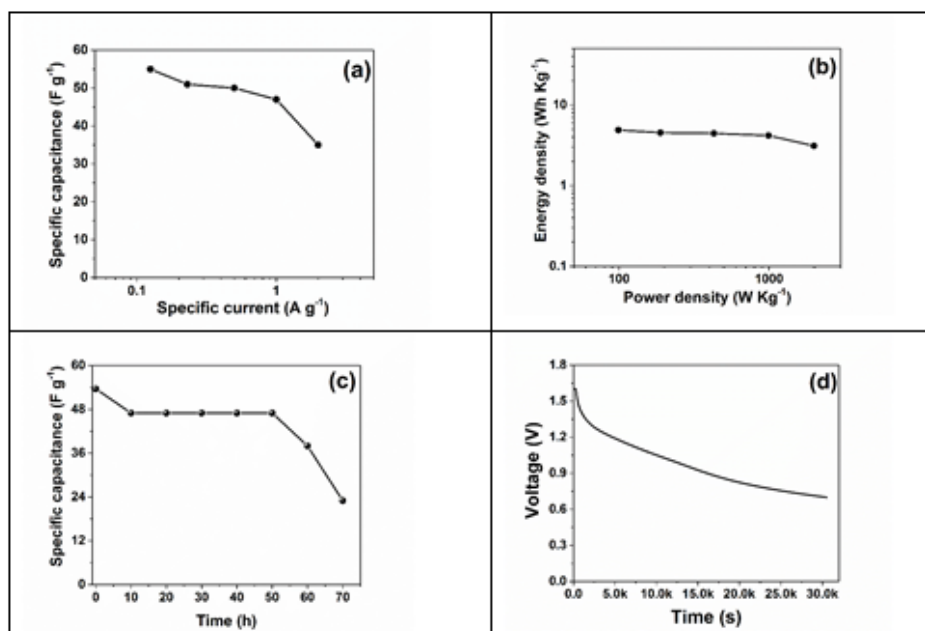 (a)
Specific capacitance (F g⁻¹)
60
50
40
30
20
10
0
0.1
1
Specific current (A g⁻¹)
(b)
Energy density (Wh Kg⁻¹)
10
1
0.1
100
1000
Power density (W Kg⁻¹)
(c)
Specific capacitance (F g⁻¹)
60
48
36
24
12
0
0 10 20 30 40 50 60 70
Time (h)
(d)
Voltage (V)
1.8
1.5
1.2
0.9
0.6
0.3
0.0
0.0 5.0k 10.0k 15.0k 20.0k 25.0k 30.0k
Time (s)